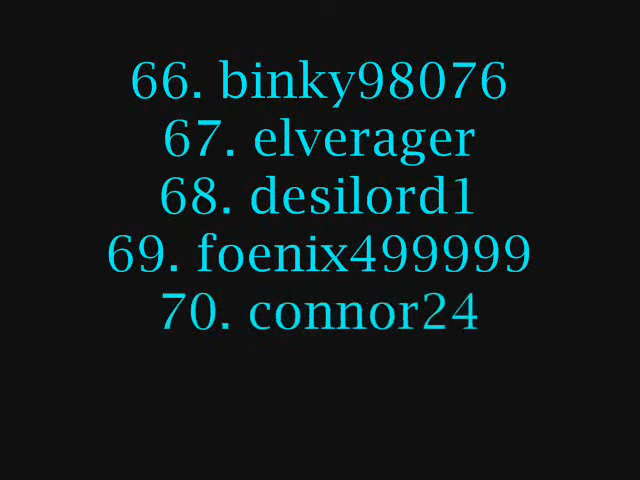 66. binky98076
67. elverager
68. desilord1
69. foenix499999
70. connor24